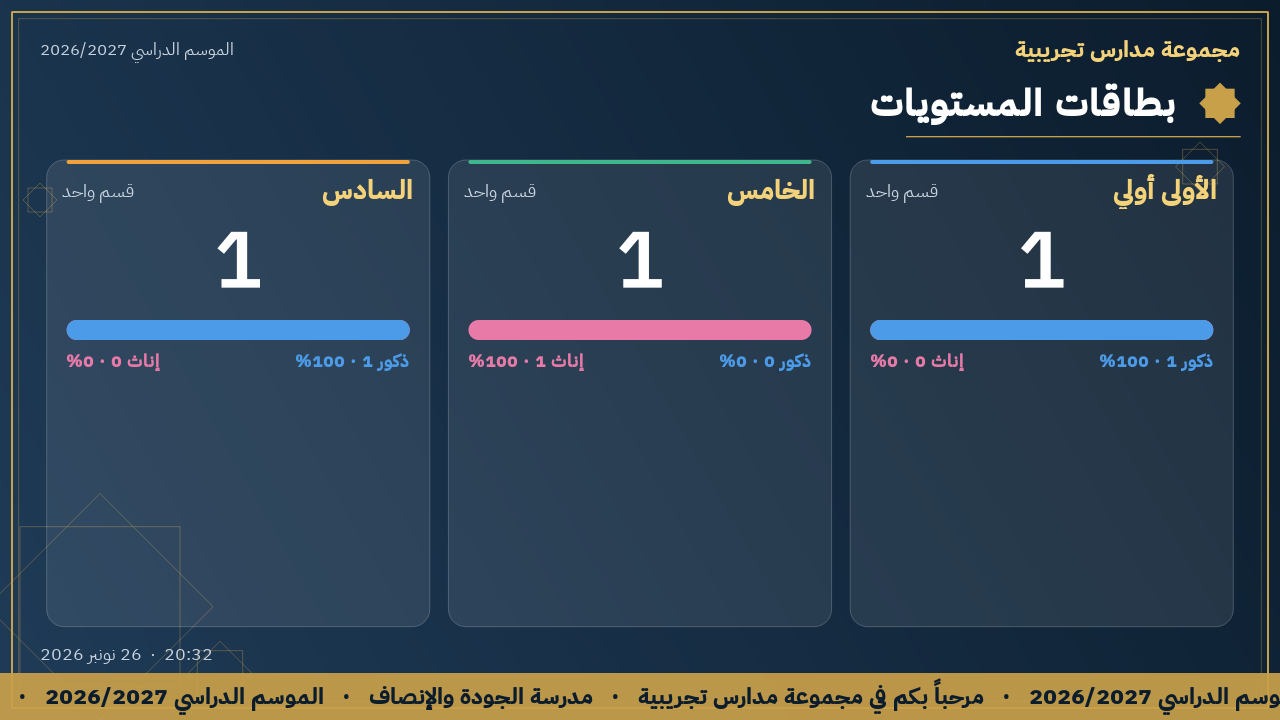 مجموعة مدارس تجريبية
الموسم الدراسي 2026/2027
بطاقات المستويات
الأولى أولي
قسم واحد
1
ذكور 1 · 100%
إناث 0 · 0%
الخامس
قسم واحد
1
ذكور 0 · 0%
إناث 1 · 100%
السادس
قسم واحد
1
ذكور 1 · 100%
إناث 0 · 0%
20:32 · 26 نونبر 2026
الدراسي 2026/2027 · مرحباً بكم في مجموعة مدارس تجريبية · مدرسة الجودة والإنصاف · الموسم الدراسي 2026/2027 ·